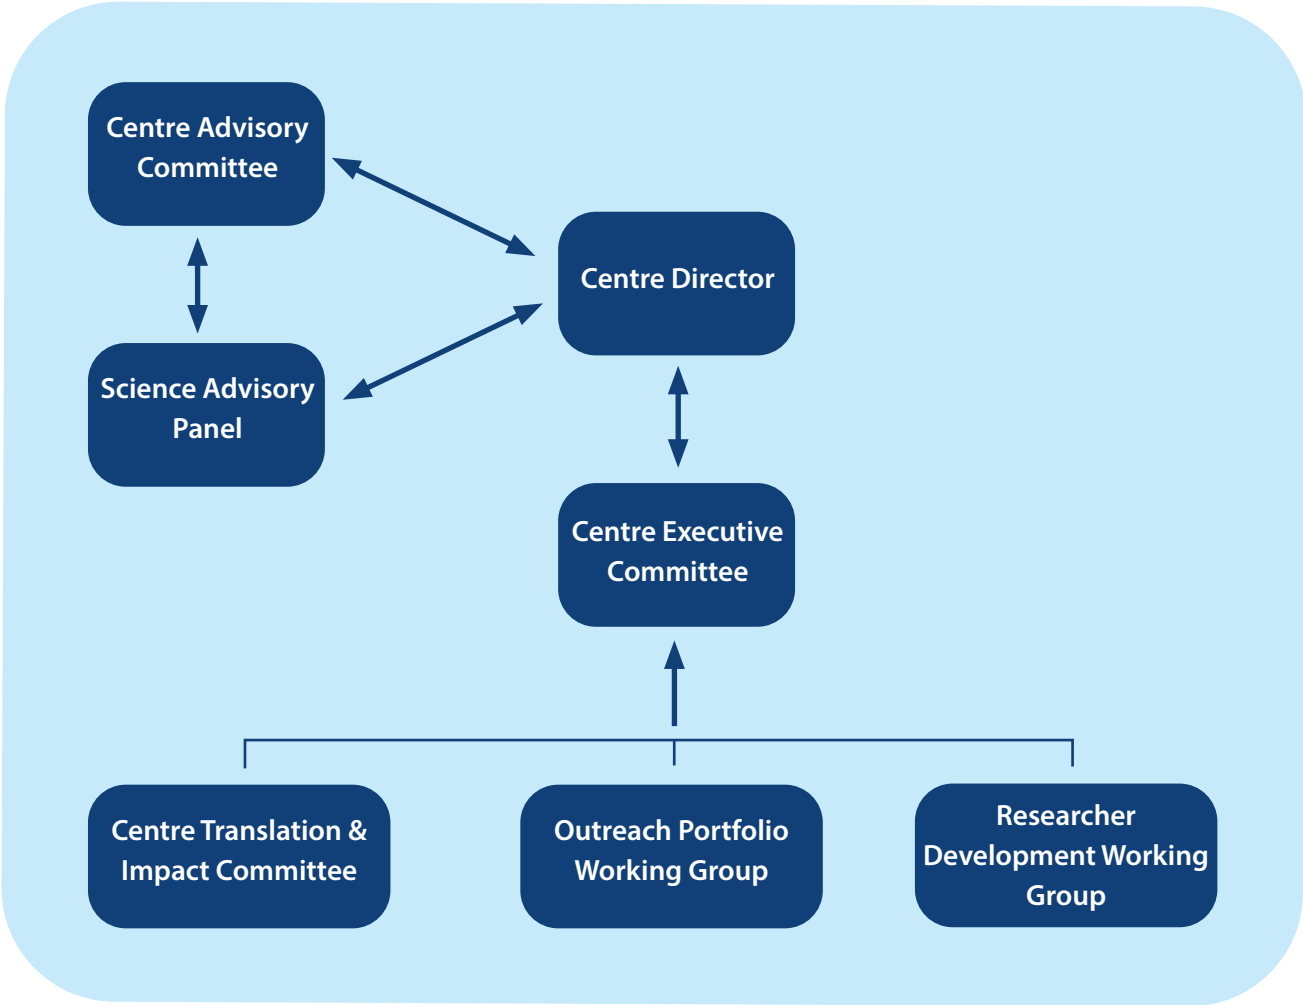 Centre Advisory
Committee
Centre Director
Science Advisory
Panel
Centre Executive
Committee
Centre Translation &
Impact Committee
Outreach Portfolio
Working Group
Researcher
Development Working
Group